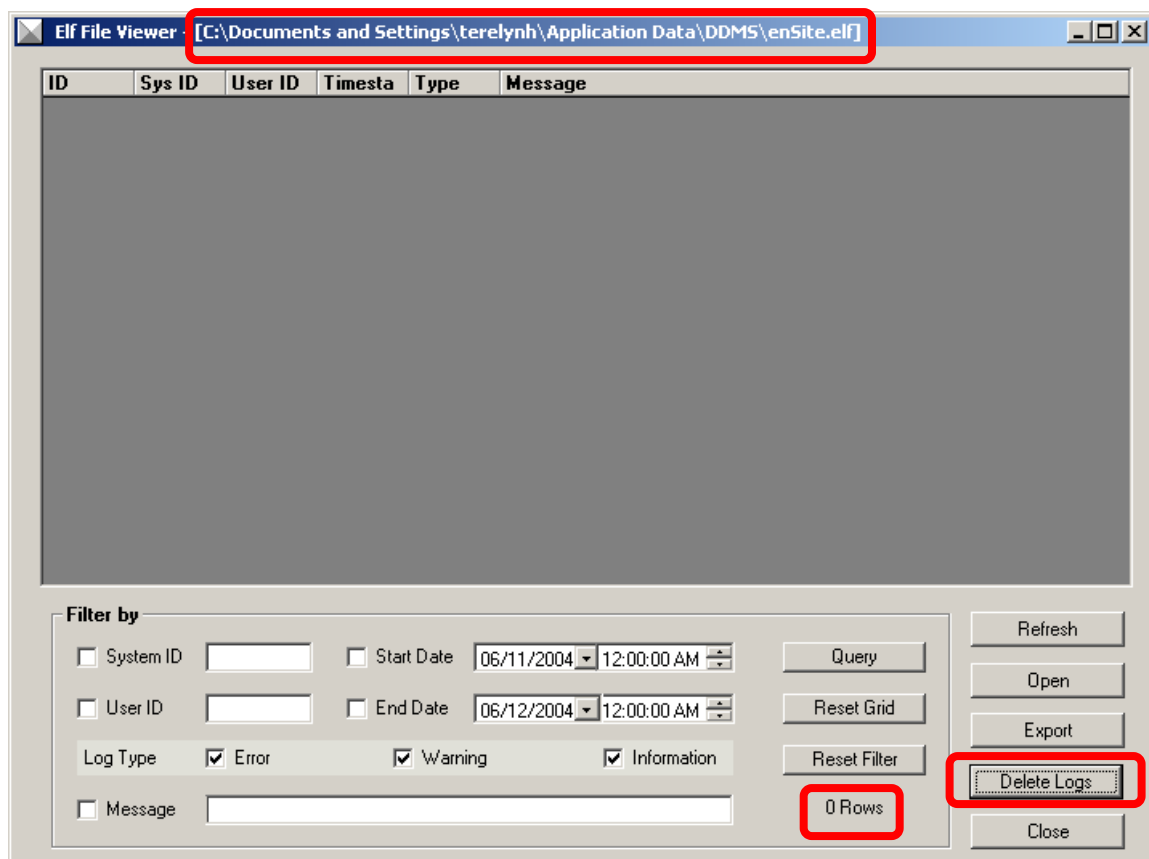 Elf File Viewer - [C:\Documents and Settings\terelynh\Application Data\DDMS\enSite.elf]
ID Sys ID User ID Timesta Type Message
Filter by
System ID Start Date 06/11/2004 12:00:00 AM Query
User ID End Date 06/12/2004 12:00:00 AM Reset Grid
Log Type Error Warning Information Reset Filter
Message 0 Rows
Refresh
Open
Export
Delete Logs
Close